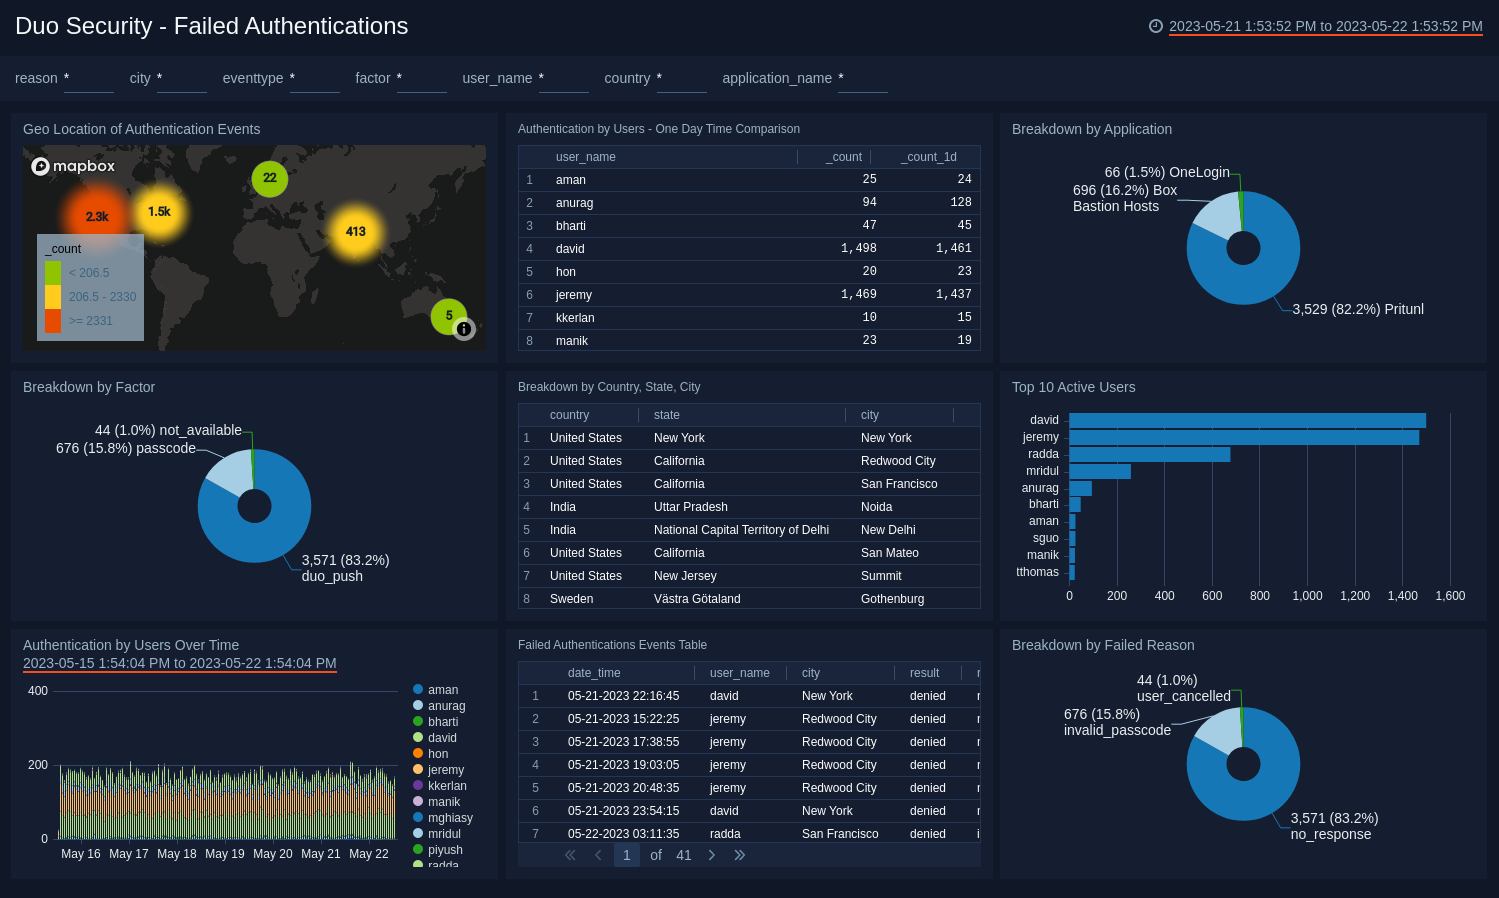 Duo Security - Failed Authentications
2023-05-21 1:53:52 PM to 2023-05-22 1:53:52 PM
reason * city * eventtype * factor * user_name * country * application_name *
Geo Location of Authentication Events
mapbox
22
2.3k
1.5k
413
5
_count
< 206.5
206.5 - 2330
>= 2331
Authentication by Users - One Day Time Comparison
user_name _count _count_1d
1 aman 25 24
2 anurag 94 128
3 bharti 47 45
4 david 1,498 1,461
5 hon 20 23
6 jeremy 1,469 1,437
7 kkerlan 10 15
8 manik 23 19
Breakdown by Application
66 (1.5%) OneLogin
696 (16.2%) Box
Bastion Hosts
3,529 (82.2%) Pritunl
Breakdown by Factor
44 (1.0%) not_available
676 (15.8%) passcode
3,571 (83.2%)
duo_push
Breakdown by Country, State, City
country state city
1 United States New York New York
2 United States California Redwood City
3 United States California San Francisco
4 India Uttar Pradesh Noida
5 India National Capital Territory of Delhi New Delhi
6 United States California San Mateo
7 United States New Jersey Summit
8 Sweden Västra Götaland Gothenburg
Top 10 Active Users
david
jeremy
radda
mridul
anurag
bharti
aman
sguo
manik
tthomas
0 200 400 600 800 1,000 1,200 1,400 1,600
Authentication by Users Over Time
2023-05-15 1:54:04 PM to 2023-05-22 1:54:04 PM
400
200
0
May 16 May 17 May 18 May 19 May 20 May 21 May 22
aman
anurag
bharti
david
hon
jeremy
kkerlan
manik
mghiasy
mridul
piyush
radda
Failed Authentications Events Table
date_time user_name city result r
1 05-21-2023 22:16:45 david New York denied
2 05-21-2023 15:22:25 jeremy Redwood City denied
3 05-21-2023 17:38:55 jeremy Redwood City denied
4 05-21-2023 19:03:05 jeremy Redwood City denied
5 05-21-2023 20:48:35 jeremy Redwood City denied
6 05-21-2023 23:54:15 david New York denied
7 05-22-2023 03:11:35 radda San Francisco denied i
1 of 41
Breakdown by Failed Reason
44 (1.0%)
user_cancelled
676 (15.8%)
invalid_passcode
3,571 (83.2%)
no_response